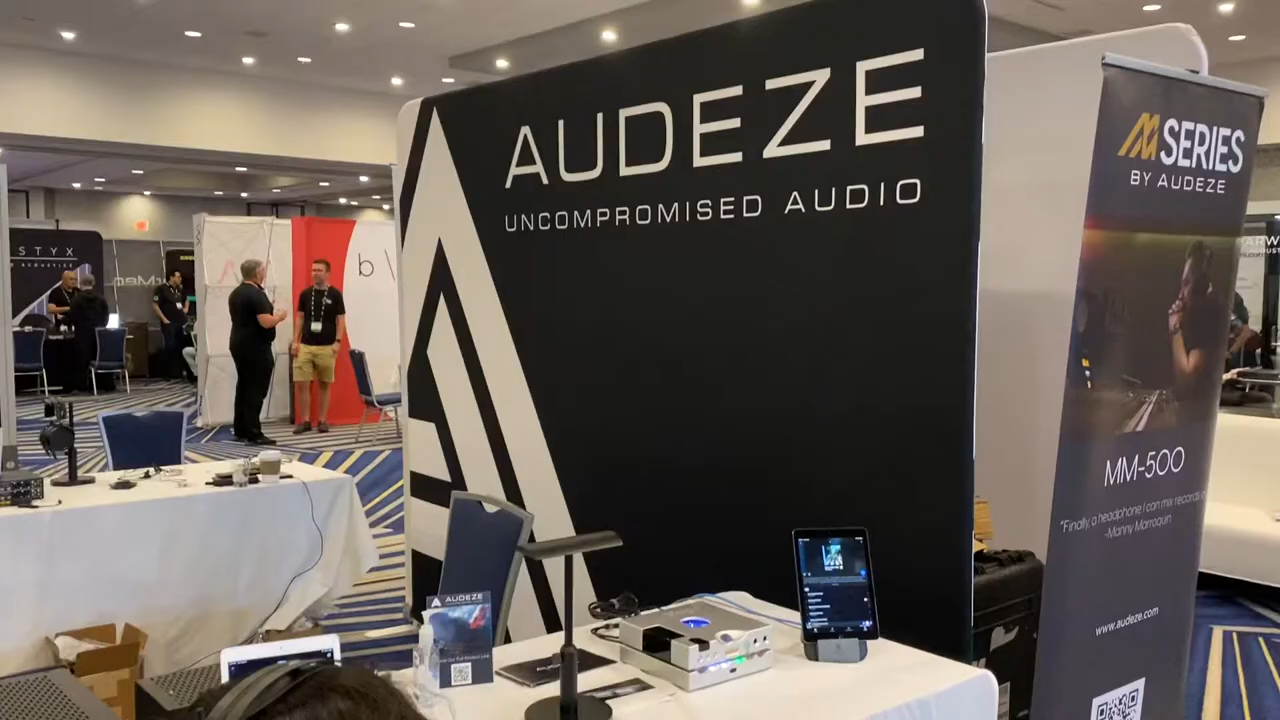 AUDEZE
UNCOMPROMISED AUDIO
SERIES
BY AUDEZE
MM-500
"Finally, a headphone I can mix records
-Manny Marroquin
www.audeze.com
STYX
AUDEZE
b